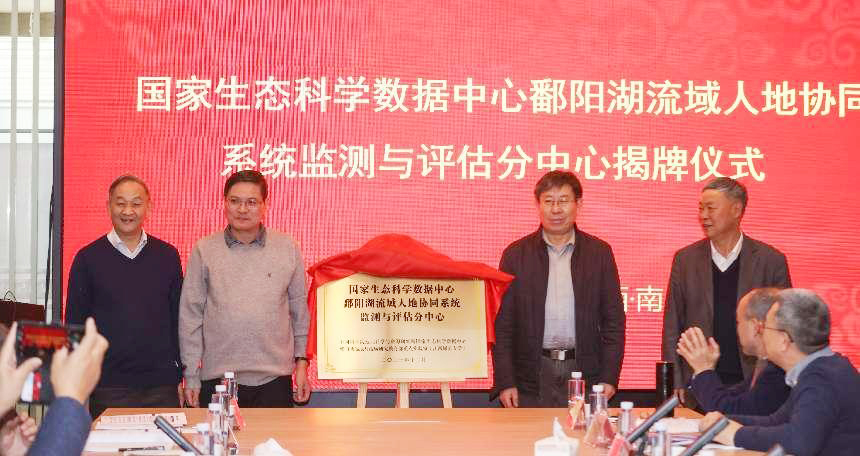 国家生态科学数据中心鄱阳湖流域人地协同
系统监测与评估分中心揭牌仪式
·南
国家生态科学数据中心
鄱阳湖流域人地协同系统
监测与评估分中心